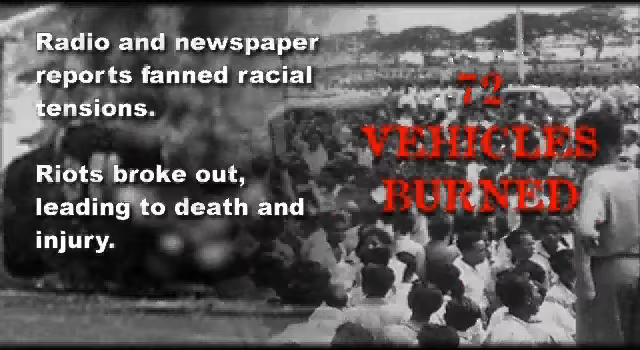 Radio and newspaper
reports fanned racial
tensions.
Riots broke out,
leading to death and
injury.
72
VEHICLES
BURNED